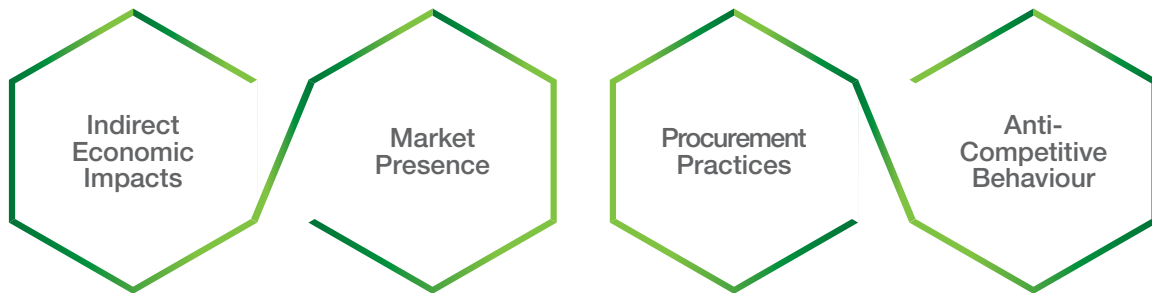 Indirect
Economic
Impacts
Market
Presence
Procurement
Practices
Anti-
Competitive
Behaviour